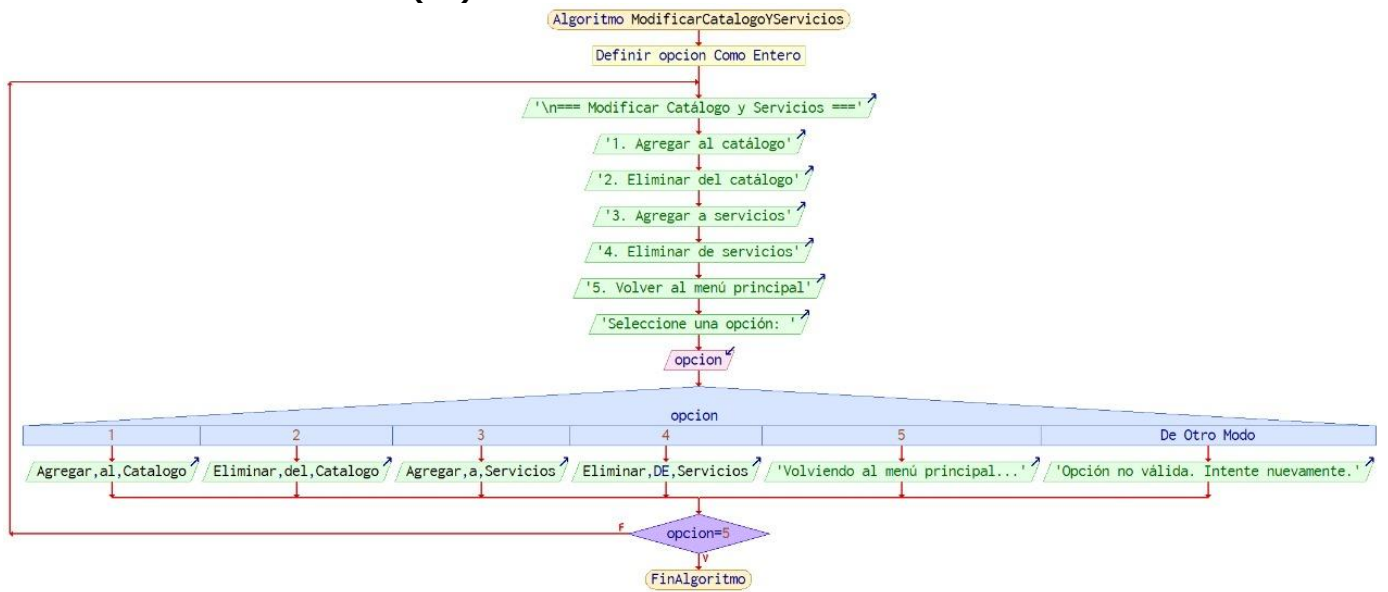 Algoritmo ModificarCatalogoYServicios
Definir opcion Como Entero
'\n=== Modificar Catálogo y Servicios ==='
'1. Agregar al catálogo'
'2. Eliminar del catálogo'
'3. Agregar a servicios'
'4. Eliminar de servicios'
'5. Volver al menú principal'
'Seleccione una opción: '
opcion
opcion
1 2 3 4 5 De Otro Modo
Agregar,al,Catalogo Eliminar,del,Catalogo Agregar,a,Servicios Eliminar,DE,Servicios 'Volviendo al menú principal...' 'Opción no válida. Intente nuevamente.'
F opcion=5
V
FinAlgoritmo